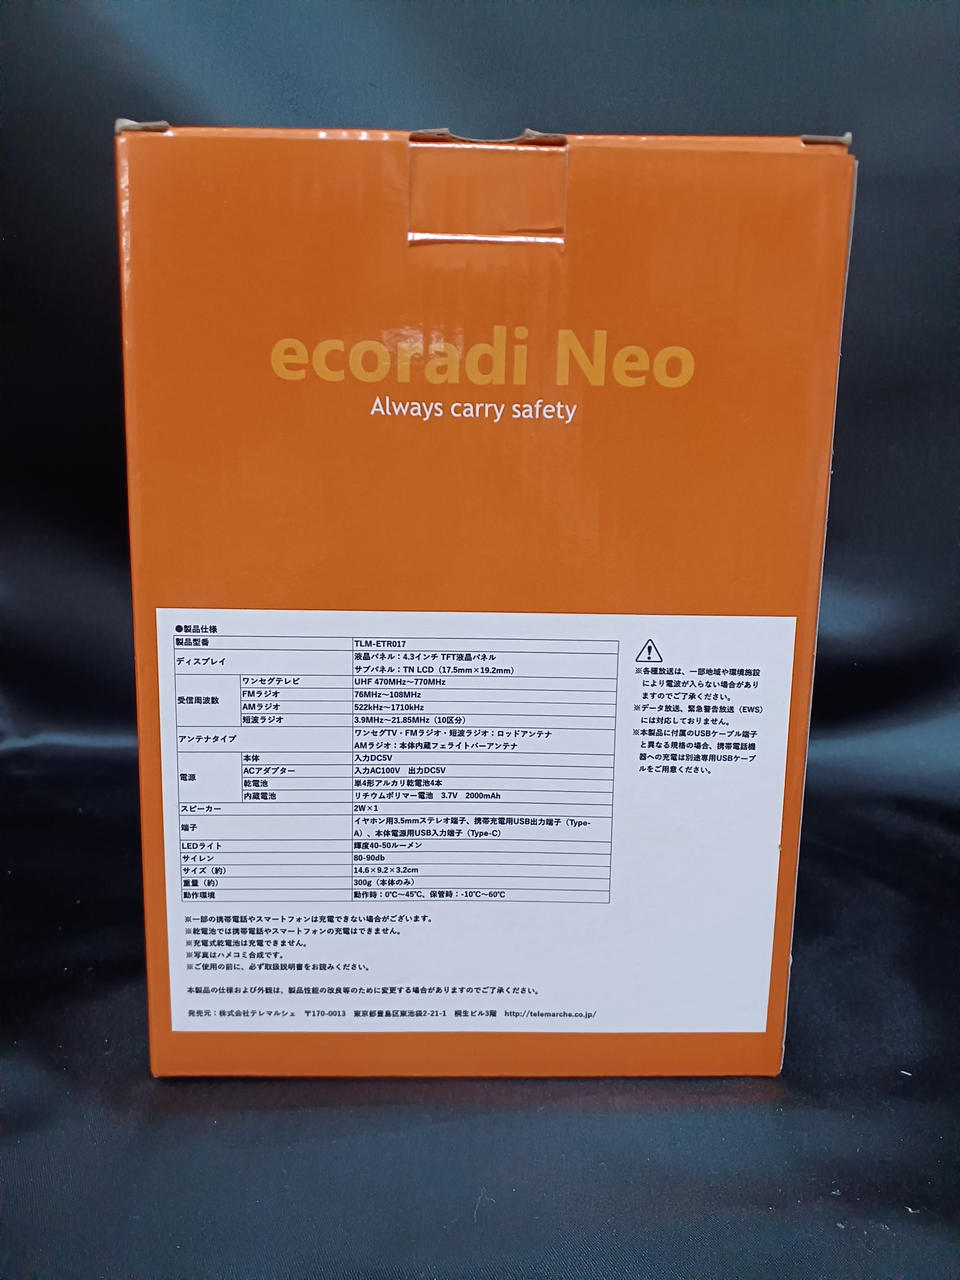 ecoradi Neo
Always carry safety
●製品仕様
製品型番 TLM-ETR017
ディスプレイ 液晶パネル：4.3インチ TFT液晶パネル
サブパネル：TN LCD（17.5mm×19.2mm）
受信周波数 ワンセグテレビ UHF 470MHz～770MHz
FMラジオ 76MHz～108MHz
AMラジオ 522kHz～1710kHz
短波ラジオ 3.9MHz～21.85MHz（10区分）
アンテナタイプ ワンセグTV・FMラジオ・短波ラジオ：ロッドアンテナ
AMラジオ：本体内蔵フェライトバーアンテナ
電源 本体 入力DC5V
ACアダプター 入力AC100V 出力DC5V
乾電池 単4形アルカリ乾電池4本
内蔵電池 リチウムポリマー電池 3.7V 2000mAh
スピーカー 2W×1
端子 イヤホン用3.5mmステレオ端子、携帯充電用USB出力端子（Type-
A）、本体電源用USB入力端子（Type-C）
LEDライト 輝度40-50ルーメン
サイレン 80-90db
サイズ（約） 14.6×9.2×3.2cm
重量（約） 300g（本体のみ）
動作環境 動作時：0℃～45℃、保管時：-10℃～60℃
※各種放送は、一部地域や環境施設
により電波が入らない場合があり
ますのでご了承ください。
※データ放送、緊急警告放送（EWS）
には対応しておりません。
※本製品に付属のUSBケーブル端子
と異なる規格の場合、携帯電話機
器への充電は別途専用USBケーブ
ルをご用意ください。
※一部の携帯電話やスマートフォンは充電できない場合がございます。
※乾電池では携帯電話やスマートフォンの充電はできません。
※充電式乾電池は充電できません。
※写真はハメコミ合成です。
※ご使用の前に、必ず取扱説明書をお読みください。
本製品の仕様および外観は、製品性能の改良等のために変更する場合がありますのでご了承ください。
発売元：株式会社テレマルシェ 〒170-0013 東京都豊島区東池袋2-21-1 桐生ビル3階 http://telemarche.co.jp/